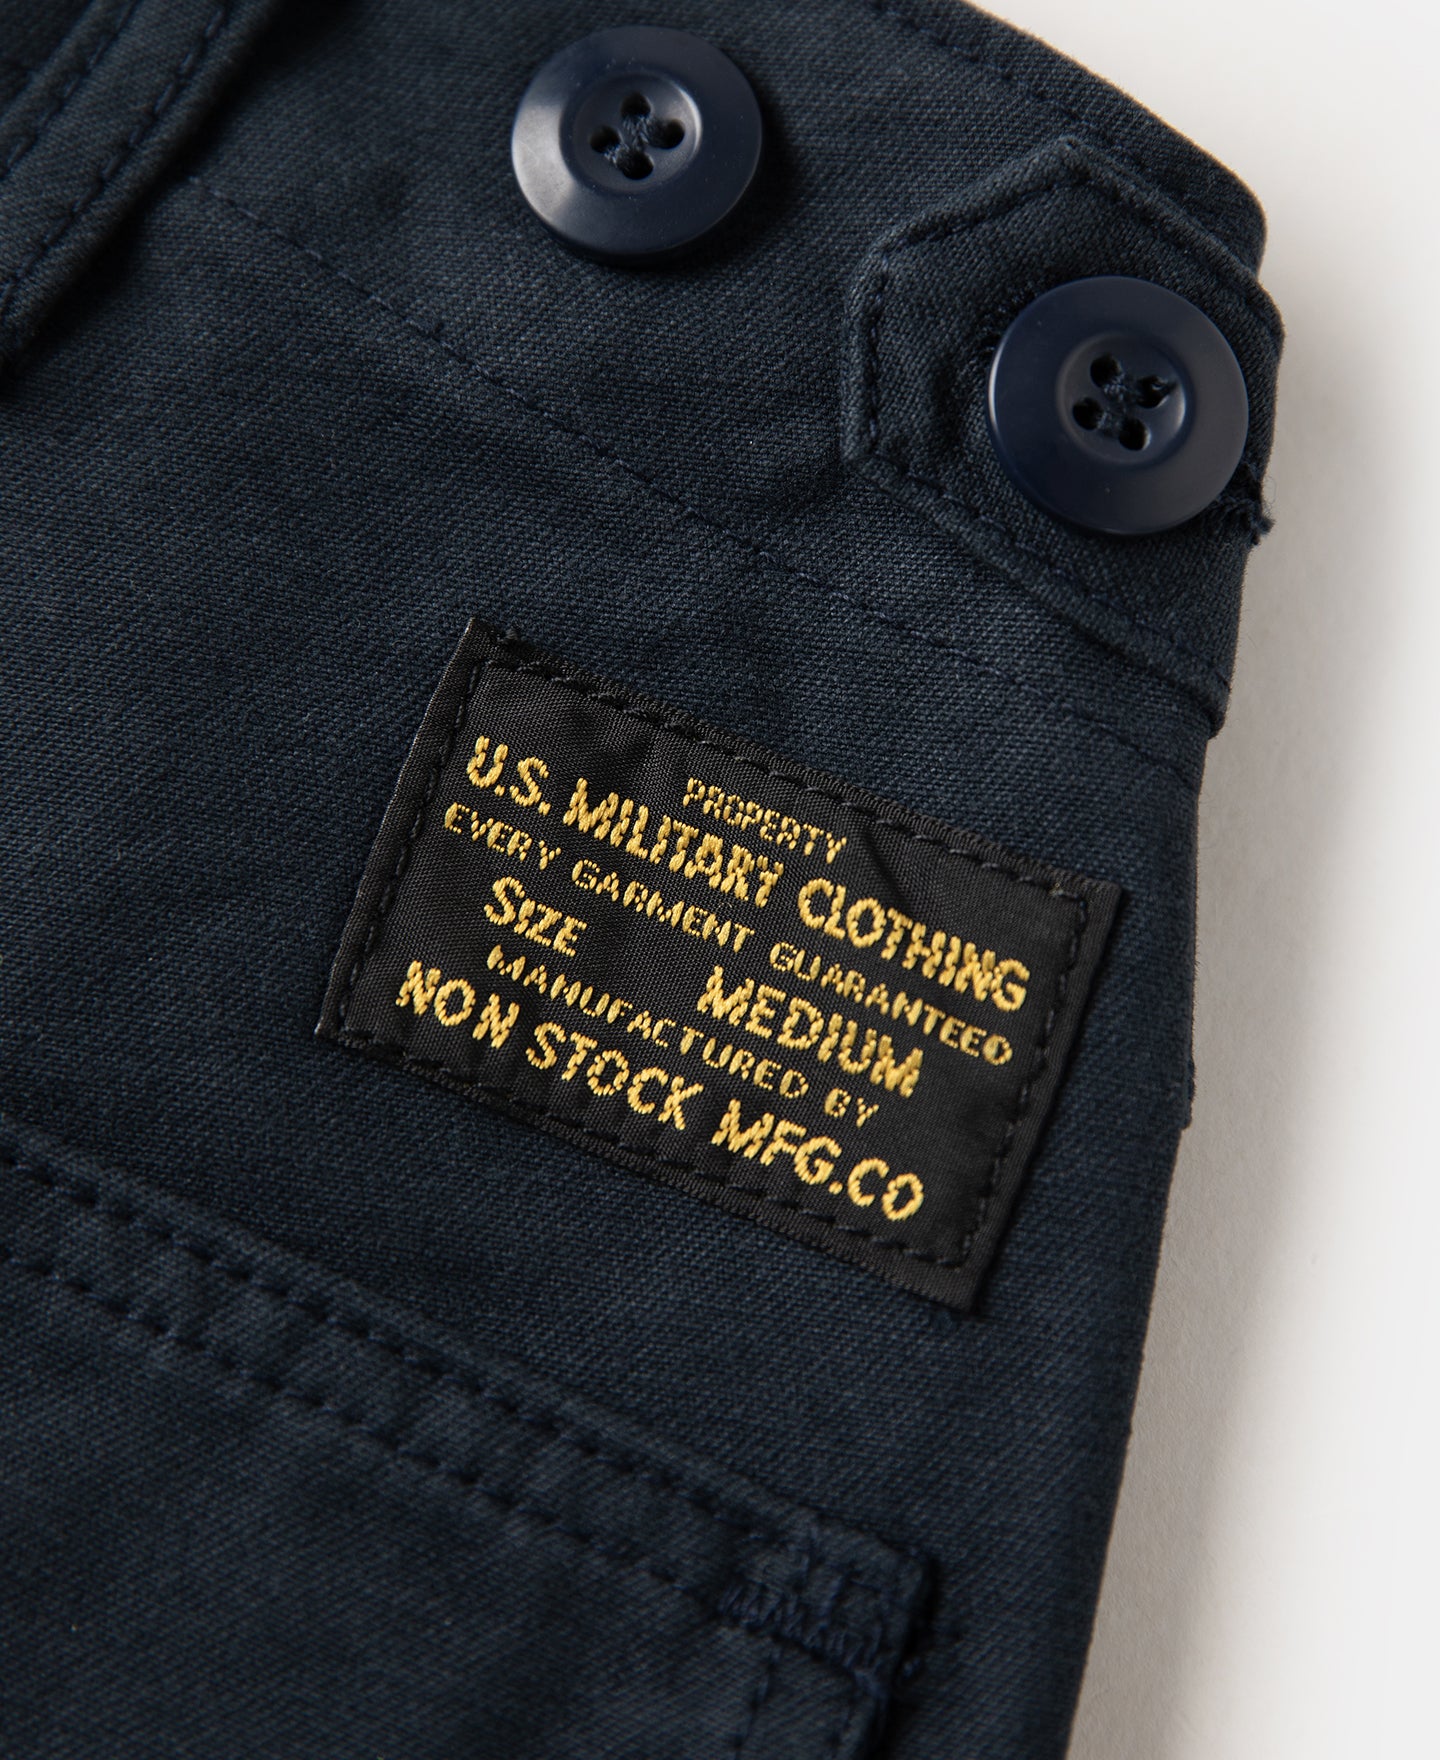 PROPERTY
U.S. MILITARY CLOTHING
EVERY GARMENT GUARANTEED
SIZE MEDIUM
MANUFACTURED BY
NON STOCK MFG.CO